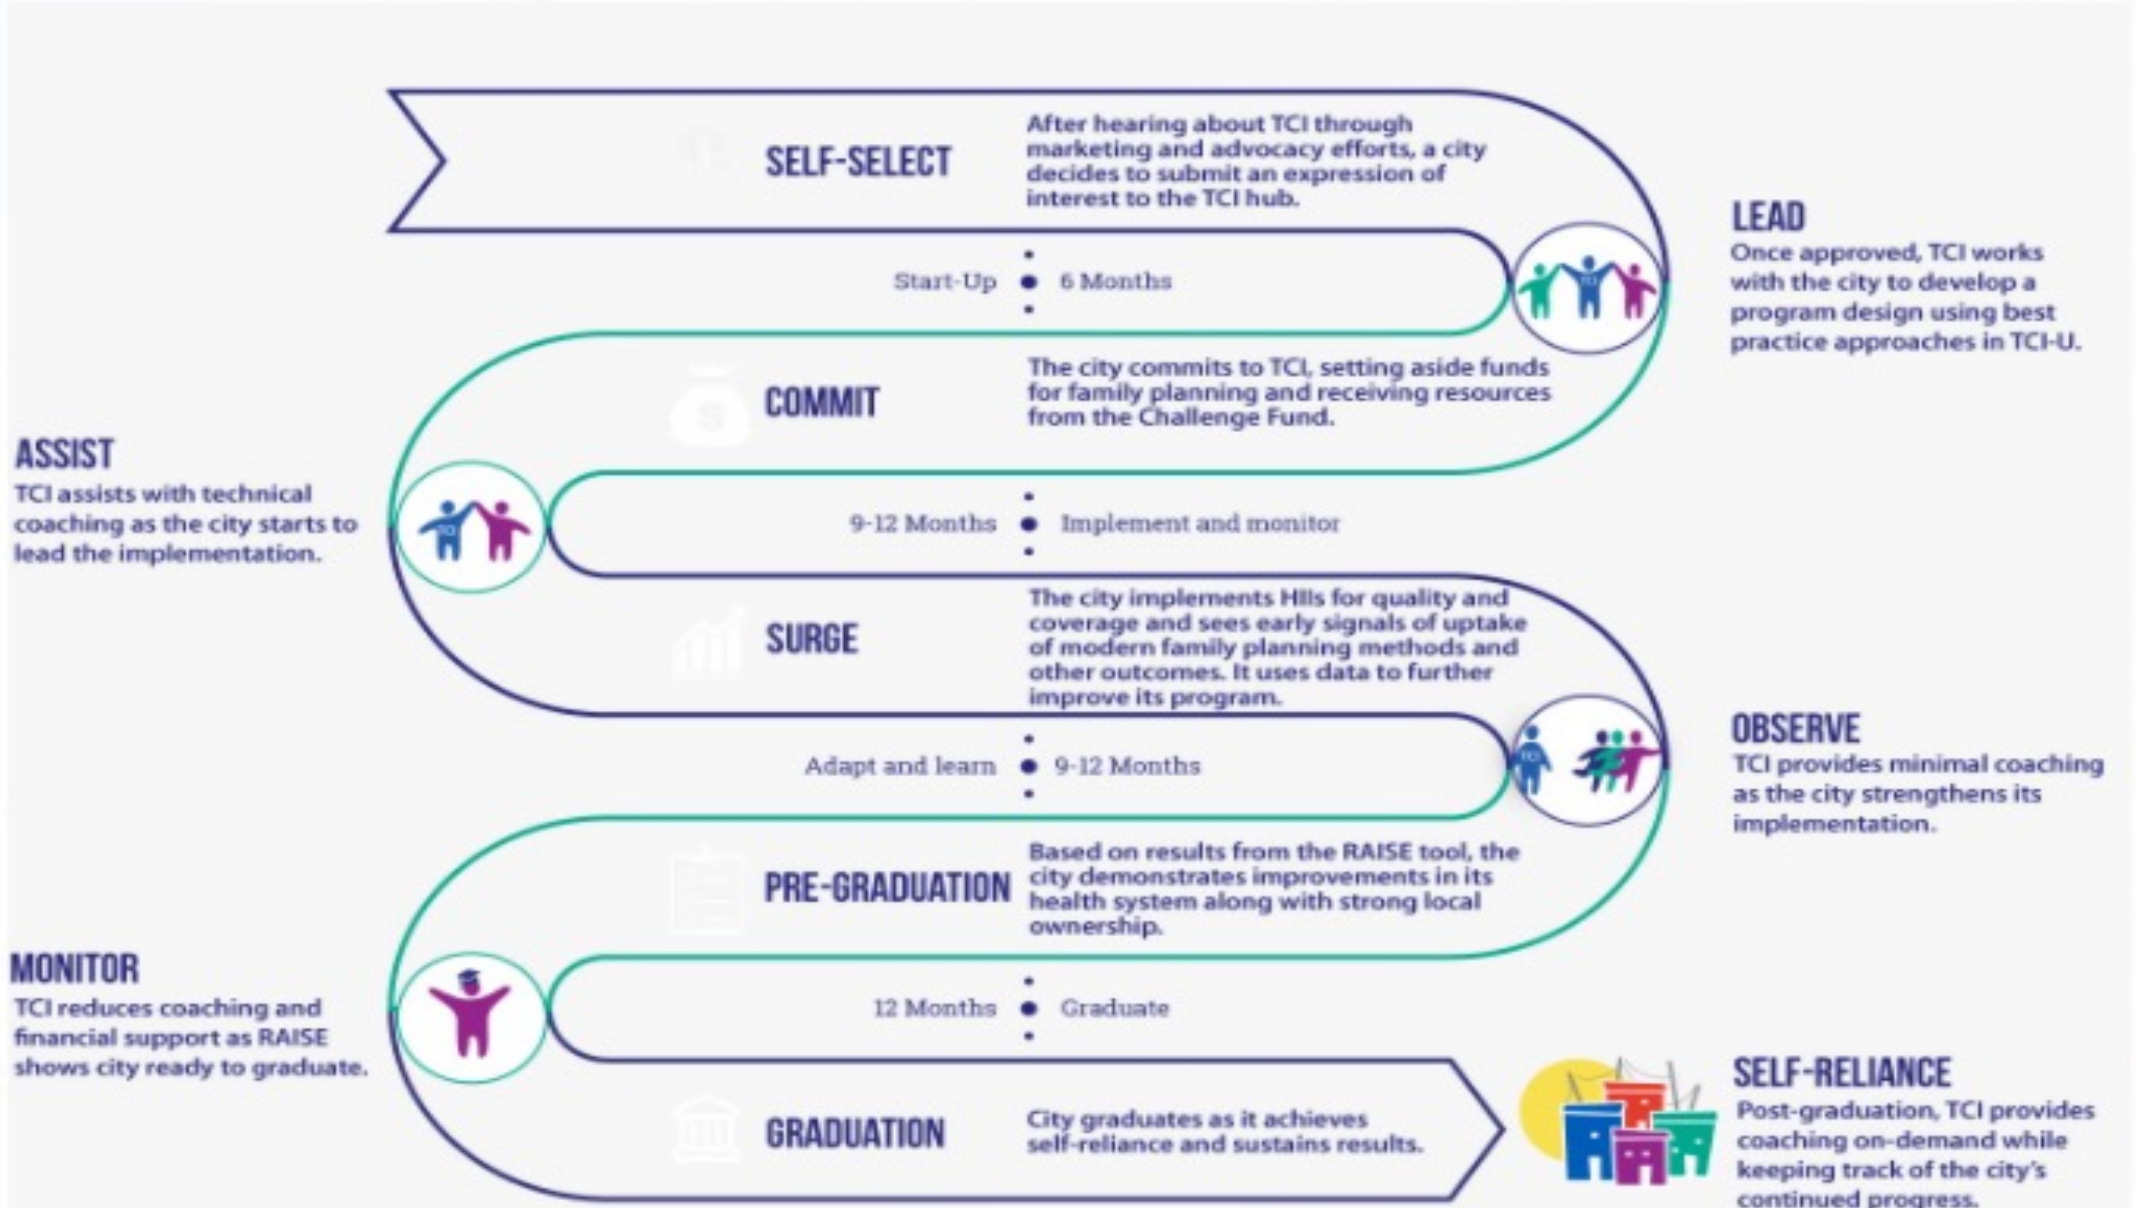 SELF-SELECT
After hearing about TCI through
marketing and advocacy efforts, a city
decides to submit an expression of
interest to the TCI hub.
LEAD
Once approved, TCI works
with the city to develop a
program design using best
practice approaches in TCI-U.
Start-Up 6 Months
COMMIT
The city commits to TCI, setting aside funds
for family planning and receiving resources
from the Challenge Fund.
ASSIST
TCI assists with technical
coaching as the city starts to
lead the implementation.
9-12 Months Implement and monitor
SURGE
The city implements HIIs for quality and
coverage and sees early signals of uptake
of modern family planning methods and
other outcomes. It uses data to further
improve its program.
OBSERVE
TCI provides minimal coaching
as the city strengthens its
implementation.
Adapt and learn 9-12 Months
PRE-GRADUATION
Based on results from the RAISE tool, the
city demonstrates improvements in its
health system along with strong local
ownership.
MONITOR
TCI reduces coaching and
financial support as RAISE
shows city ready to graduate.
12 Months Graduate
GRADUATION
City graduates as it achieves
self-reliance and sustains results.
SELF-RELIANCE
Post-graduation, TCI provides
coaching on-demand while
keeping track of the city's
continued progress.